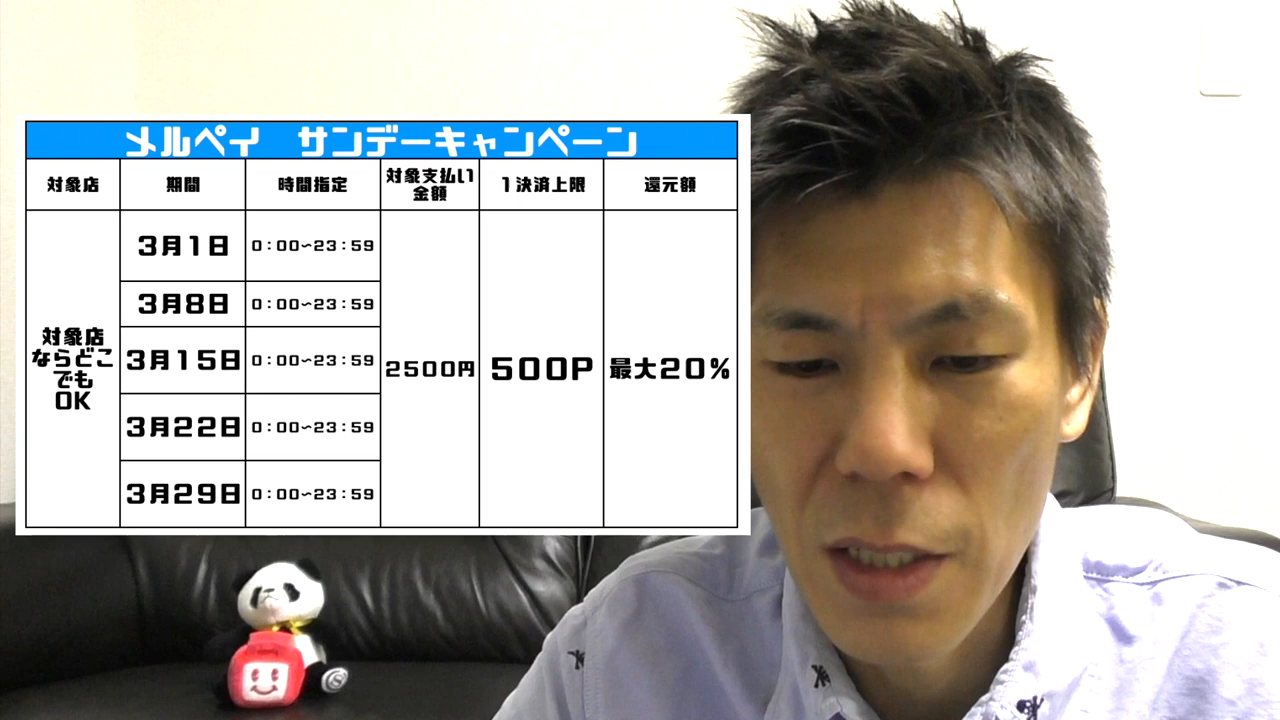 メルペイ サンデーキャンペーン
対象店 期間 時間指定 対象支払い金額 1決済上限 還元額
対象店
ならどこ
でも
OK
3月1日 0:00~23:59
3月8日 0:00~23:59
3月15日 0:00~23:59
2500円 500P 最大20%
3月22日 0:00~23:59
3月29日 0:00~23:59
S